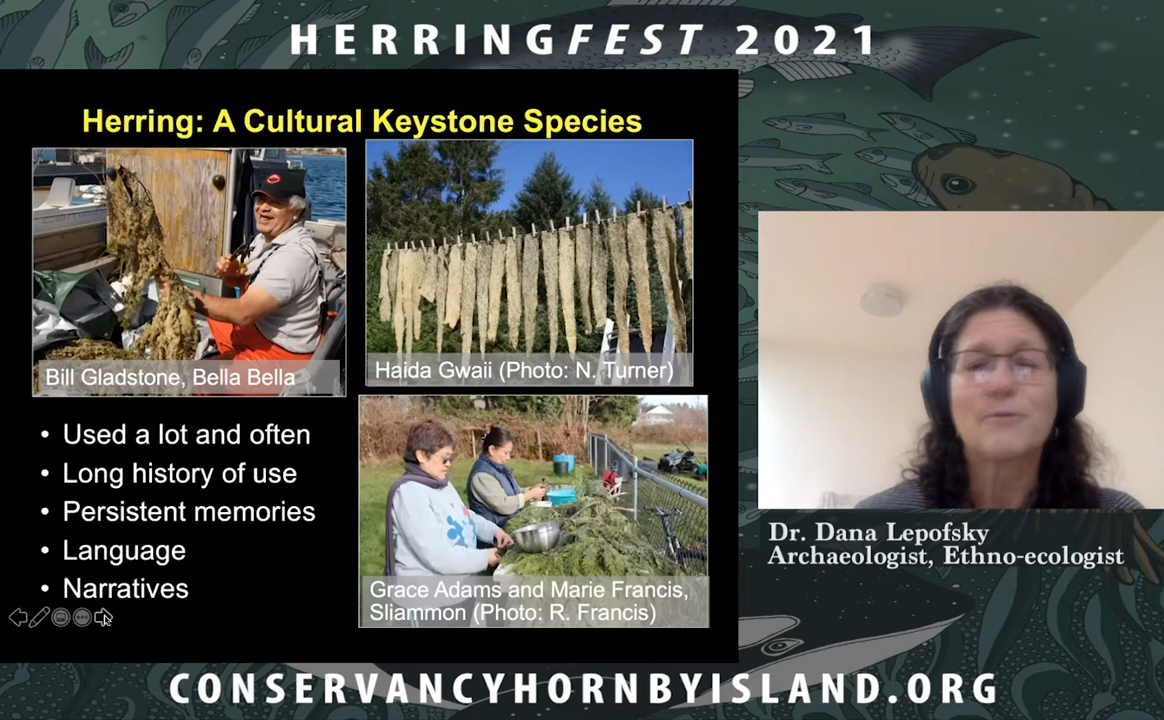 HERRINGFEST 2021
Herring: A Cultural Keystone Species
Bill Gladstone, Bella Bella
Haida Gwaii (Photo: N. Turner)
• Used a lot and often
• Long history of use
• Persistent memories
• Language
• Narratives
Grace Adams and Marie Francis,
Sliammon (Photo: R. Francis)
Dr. Dana Lepofsky
Archaeologist, Ethno-ecologist
CONSERVANCYHORNBYISLAND.ORG